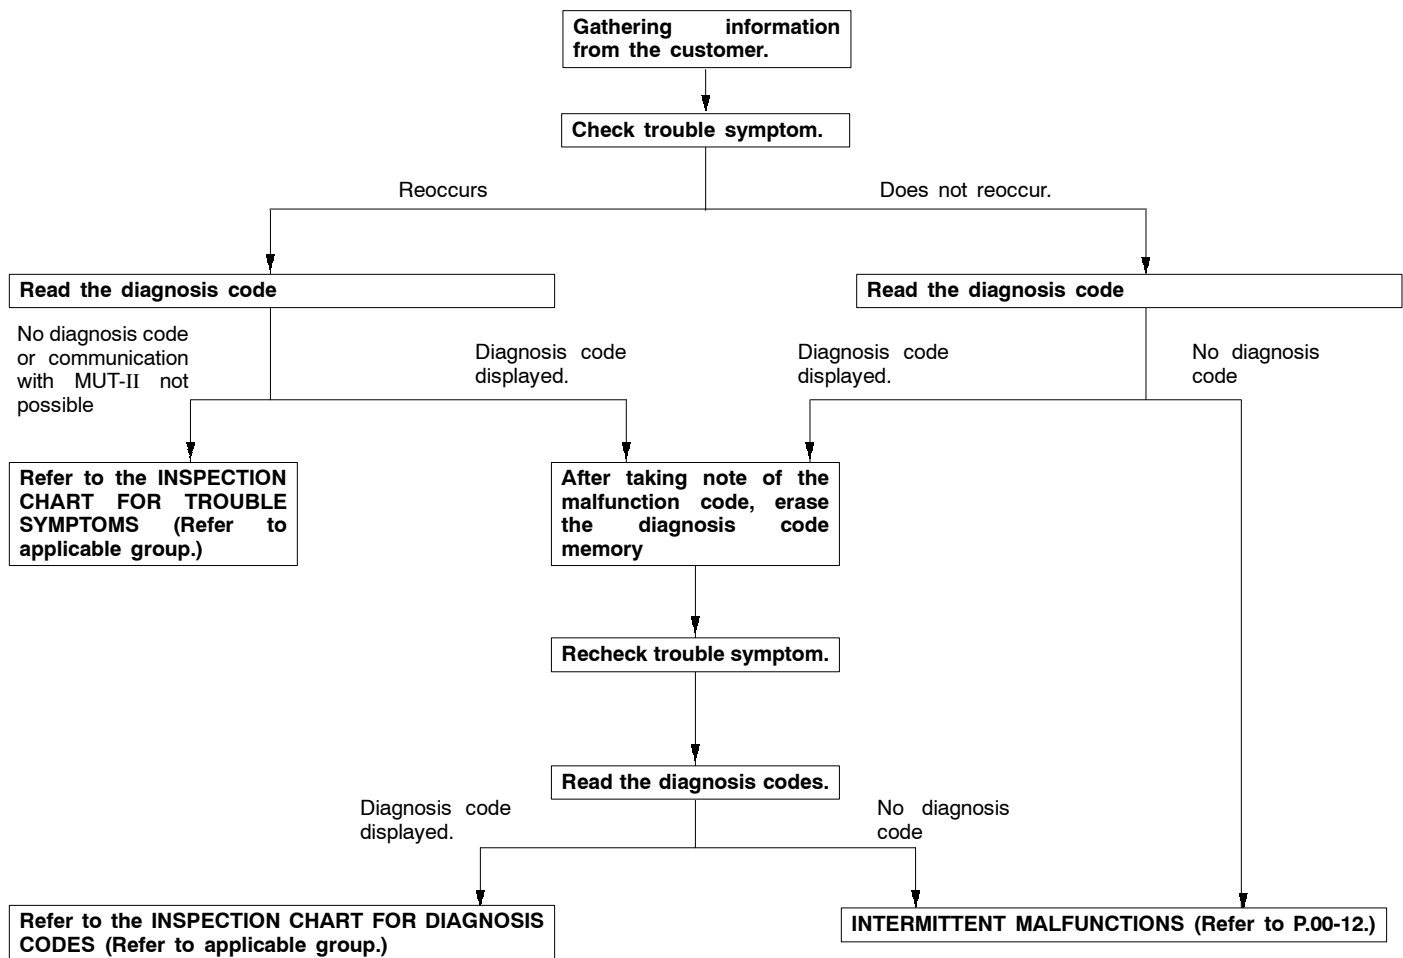 Gathering information
from the customer.
Check trouble symptom.
Reoccurs
Does not reoccur.
Read the diagnosis code
Read the diagnosis code
No diagnosis code
or communication
with MUT-II not
possible
Diagnosis code
displayed.
Diagnosis code
displayed.
No diagnosis
code
Refer to the INSPECTION
CHART FOR TROUBLE
SYMPTOMS (Refer to
applicable group.)
After taking note of the
malfunction code, erase
the diagnosis code
memory
Recheck trouble symptom.
Read the diagnosis codes.
Diagnosis code
displayed.
No diagnosis
code
Refer to the INSPECTION CHART FOR DIAGNOSIS
CODES (Refer to applicable group.)
INTERMITTENT MALFUNCTIONS (Refer to P.00-12.)